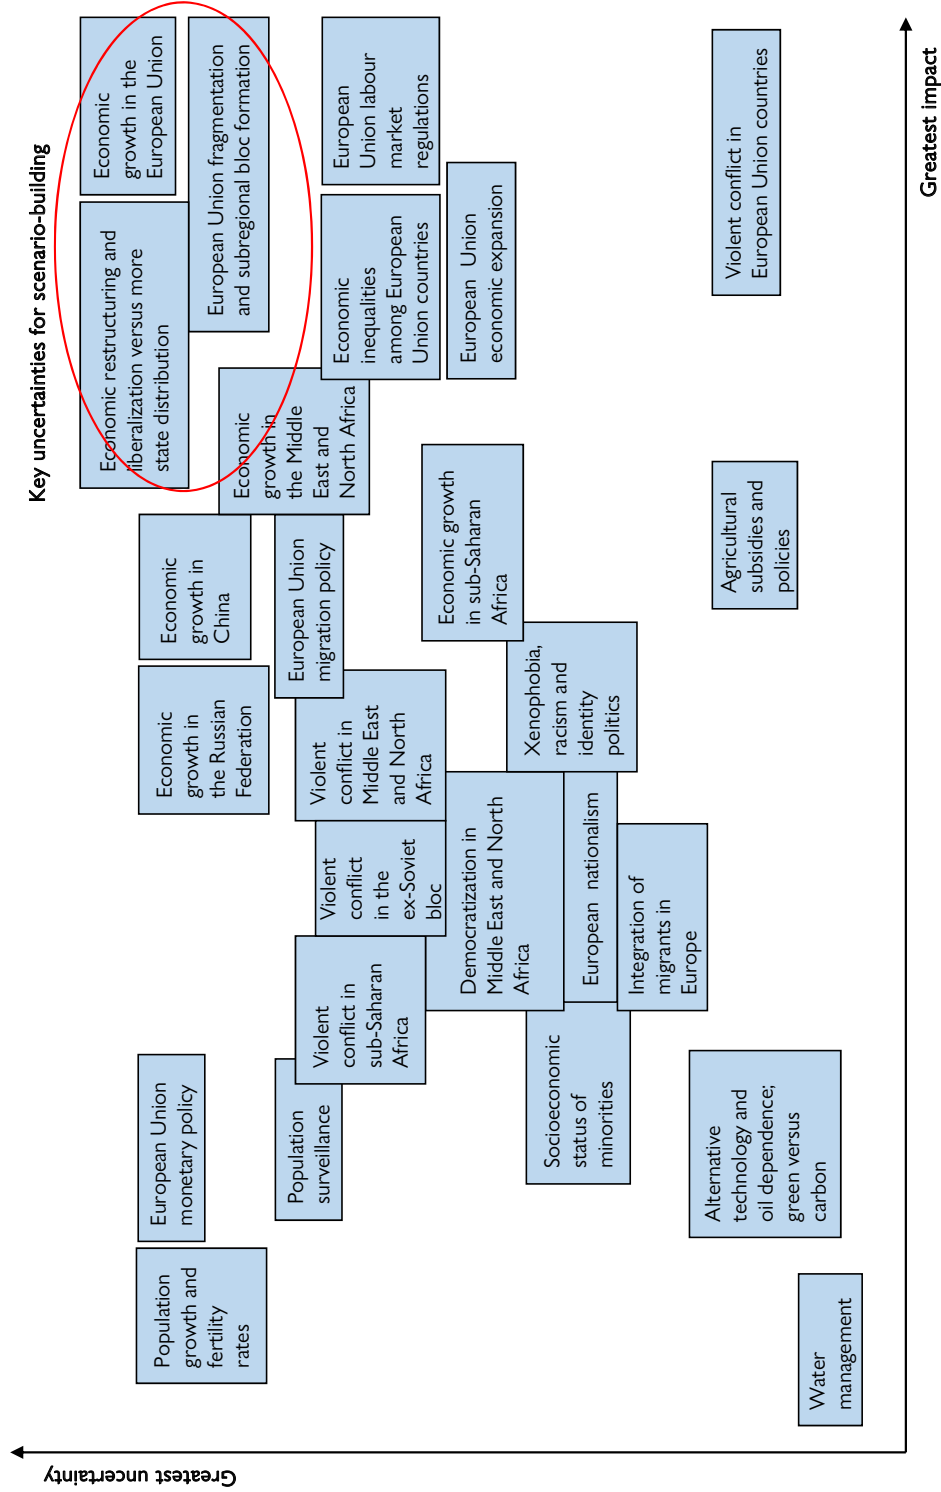 Key uncertainties for scenario-building
Economic
growth in the
European Union
Economic restructuring and
liberalization versus more
state distribution
European Union fragmentation
and subregional bloc formation
Economic
growth in
China
Economic
growth in
the Russian
Federation
European Union
monetary policy
Population
growth and
fertility
rates
Economic
growth in
the Middle
East and
North Africa
European Union
migration policy
Population
surveillance
Violent
conflict in
Middle East
and North
Africa
Violent
conflict
in the
ex-Soviet
bloc
Violent
conflict in
sub-Saharan
Africa
European
Union labour
market
regulations
Economic
inequalities
among European
Union countries
European Union
economic expansion
Economic growth
in sub-Saharan
Africa
Democratization in
Middle East and North
Africa
Xenophobia,
racism and
identity
politics
European nationalism
Socioeconomic
status of
minorities
Integration of
migrants in
Europe
Violent conflict in
European Union countries
Agricultural
subsidies and
policies
Alternative
technology and
oil dependence;
green versus
carbon
Water
management
Greatest uncertainty
Greatest impact